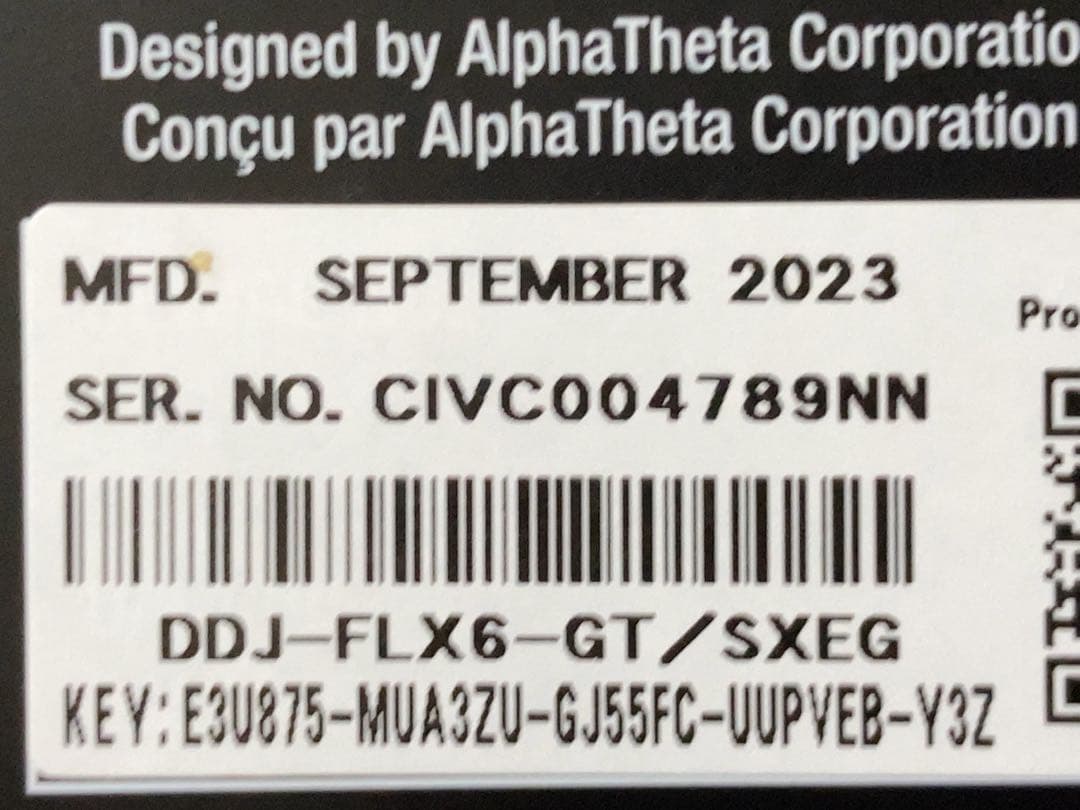 Designed by AlphaTheta Corporatio
Conçu par AlphaTheta Corporation
MFD. SEPTEMBER 2023
Pro
SER. NO. CIVC004789NN
DDJ-FLX6-GT/SXEG
KEY:E3U875-MUA3ZU-GJ55FC-UUPVEB-Y3Z